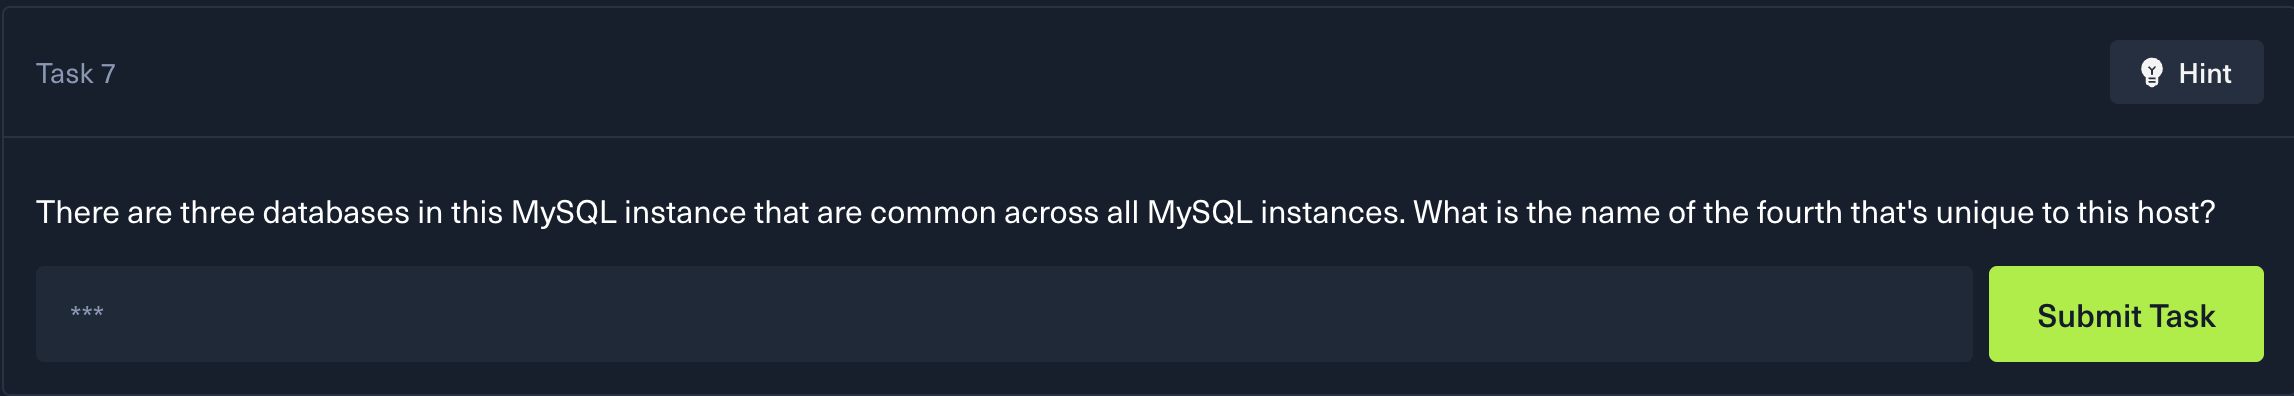 Task 7
Hint
There are three databases in this MySQL instance that are common across all MySQL instances. What is the name of the fourth that's unique to this host?
***
Submit Task